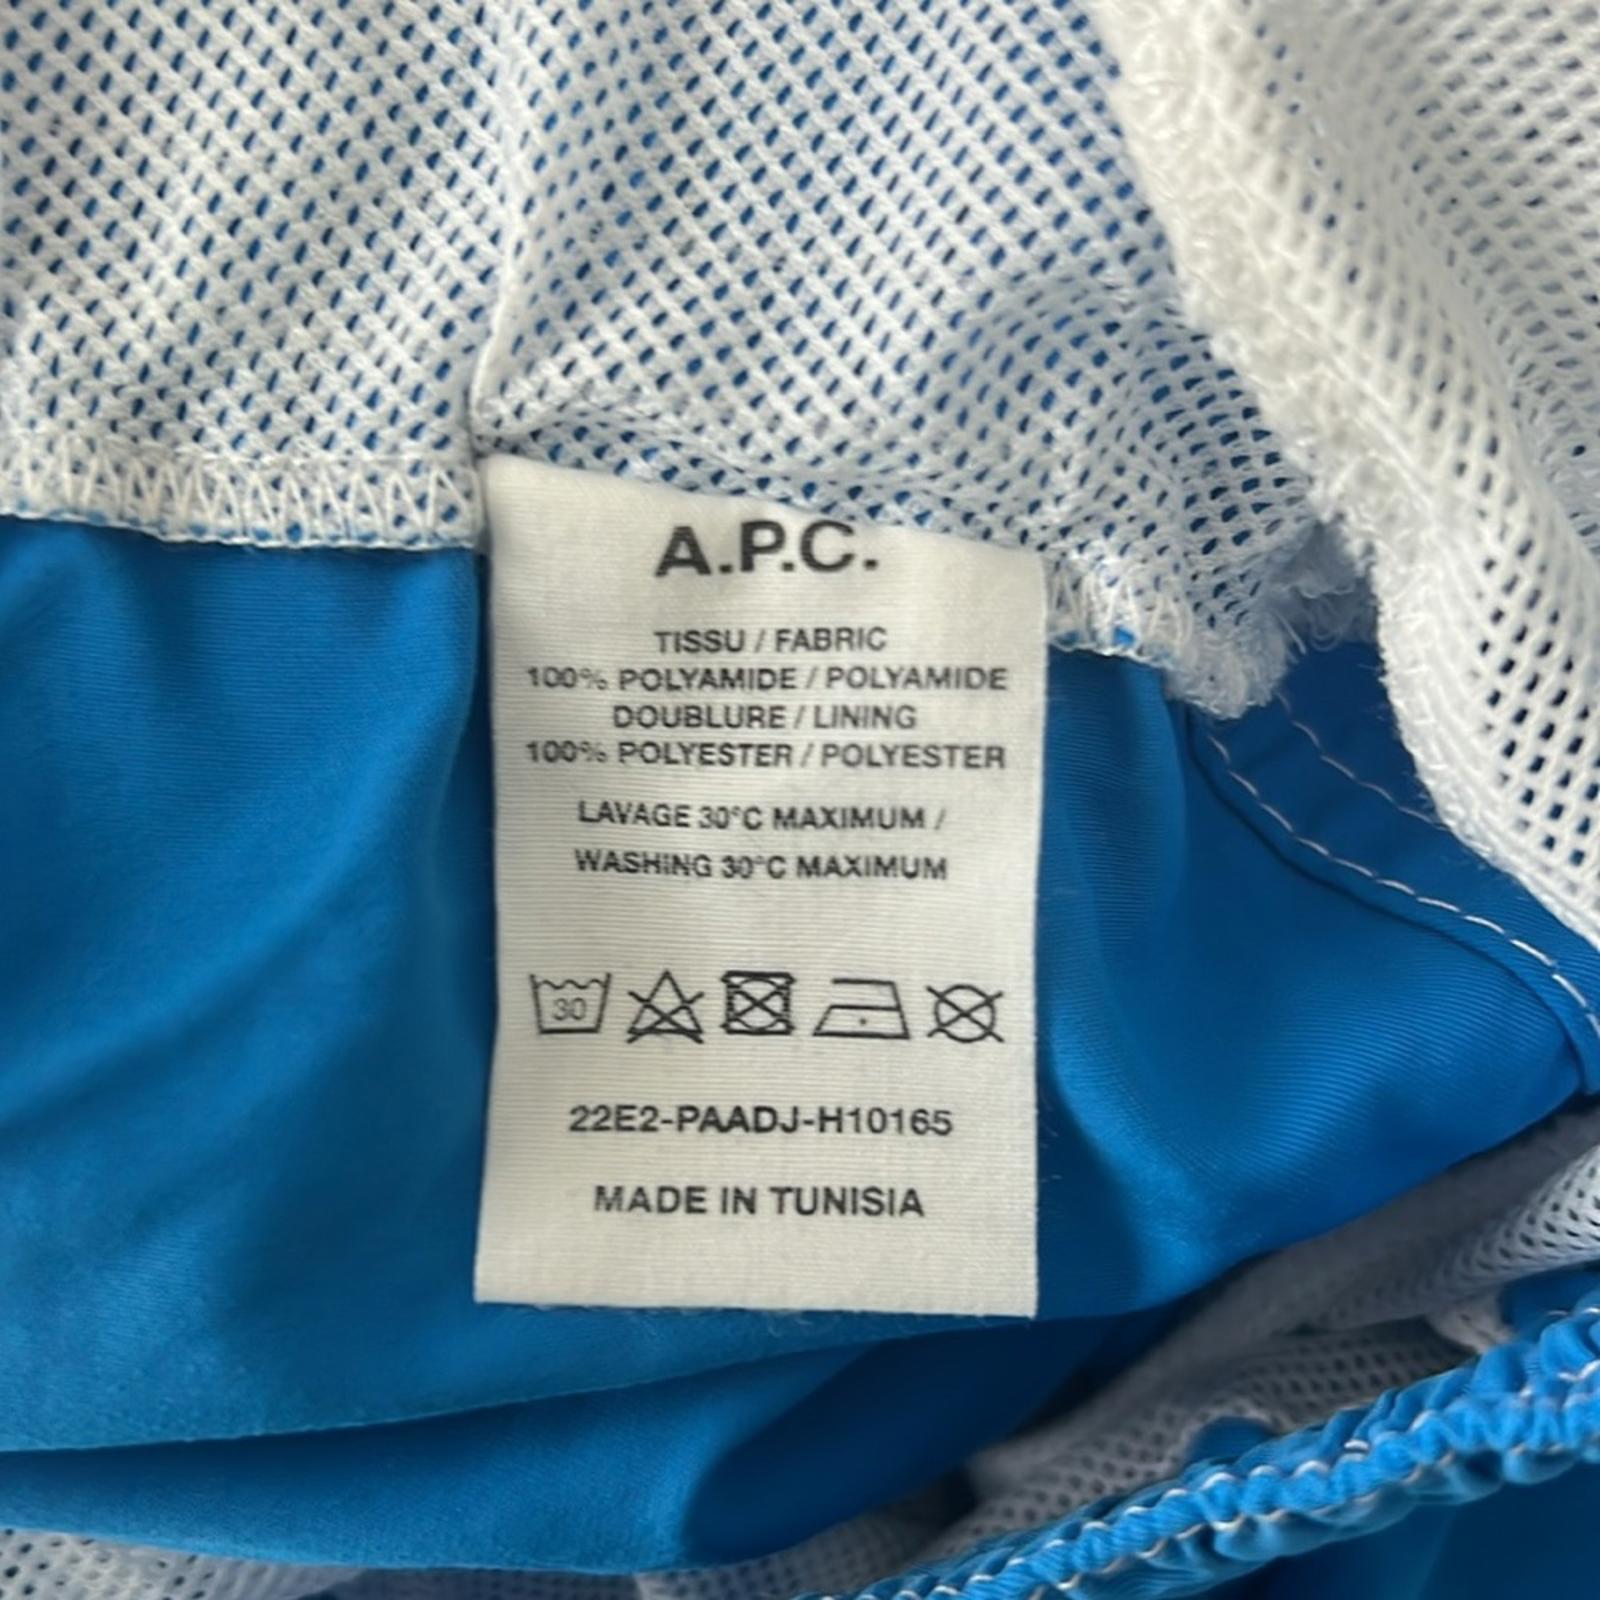 A.P.C.
TISSU / FABRIC
100% POLYAMIDE / POLYAMIDE
DOUBLURE / LINING
100% POLYESTER / POLYESTER
LAVAGE 30°C MAXIMUM /
WASHING 30°C MAXIMUM
30
22E2-PAADJ-H10165
MADE IN TUNISIA